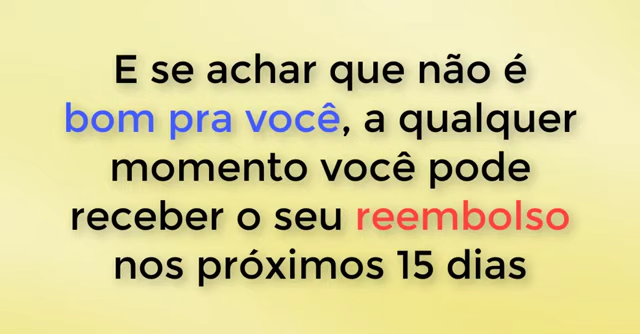 E se achar que não é
bom pra você, a qualquer
momento você pode
receber o seu reembolso
nos próximos 15 dias